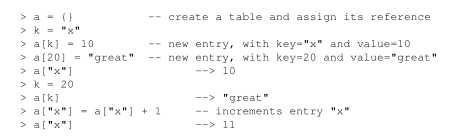 > a = {}             -- create a table and assign its reference
> k = "x"
> a[k] = 10          -- new entry, with key="x" and value=10
> a[20] = "great"    -- new entry, with key=20 and value="great"
> a["x"]             --> 10
> k = 20
> a[k]               --> "great"
> a["x"] = a["x"] + 1    -- increments entry "x"
> a["x"]             --> 11